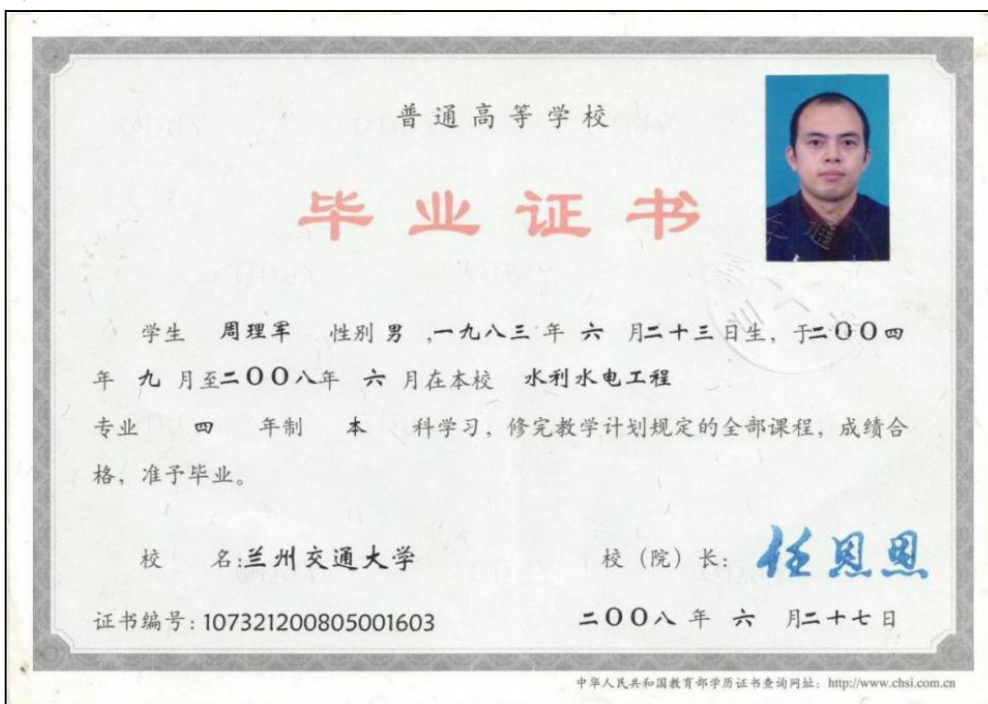 普通高等学校
毕业证书
学生 周理军 性别 男 ,一九八三 年 六 月二十三日生，于二〇〇四
年 九 月至二〇〇八年 六 月在本校 水利水电工程
专业 四 年制 本 科学习，修完教学计划规定的全部课程，成绩合
格，准予毕业。
校 名:兰州交通大学 校（院）长: 任恩恩
证书编号: 107321200805001603 二〇〇八 年 六 月二十七日
中华人民共和国教育部学历证书查询网址: http://www.chsi.com.cn